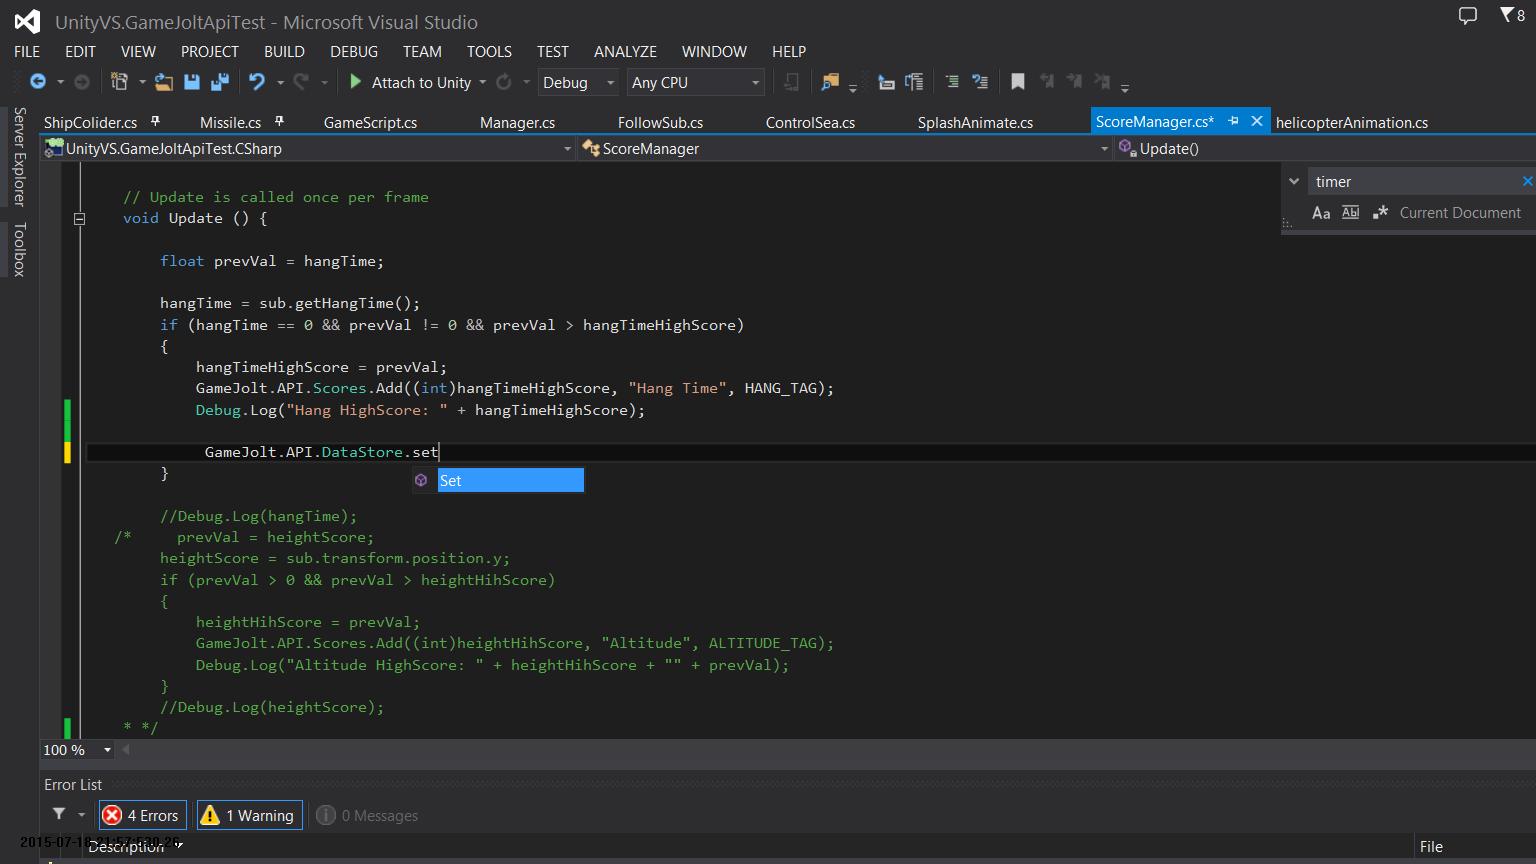 UnityVS.GameJoltApiTest - Microsoft Visual Studio
8
FILE EDIT VIEW PROJECT BUILD DEBUG TEAM TOOLS TEST ANALYZE WINDOW HELP
Attach to Unity Debug Any CPU
Server Explorer
Toolbox
ShipColider.cs Missile.cs GameScript.cs Manager.cs FollowSub.cs ControlSea.cs SplashAnimate.cs ScoreManager.cs* helicopterAnimation.cs
UnityVS.GameJoltApiTest.CSharp ScoreManager Update()
timer
Aa Abl .* Current Document
// Update is called once per frame
void Update () {
float prevVal = hangTime;
hangTime = sub.getHangTime();
if (hangTime == 0 && prevVal != 0 && prevVal > hangTimeHighScore)
{
hangTimeHighScore = prevVal;
GameJolt.API.Scores.Add((int)hangTimeHighScore, "Hang Time", HANG_TAG);
Debug.Log("Hang HighScore: " + hangTimeHighScore);
GameJolt.API.DataStore.set
}
Set
//Debug.Log(hangTime);
/* prevVal = heightScore;
heightScore = sub.transform.position.y;
if (prevVal > 0 && prevVal > heightHihScore)
{
heightHihScore = prevVal;
GameJolt.API.Scores.Add((int)heightHihScore, "Altitude", ALTITUDE_TAG);
Debug.Log("Altitude HighScore: " + heightHihScore + "" + prevVal);
}
//Debug.Log(heightScore);
* */
100 %
Error List
4 Errors 1 Warning 0 Messages
Description File